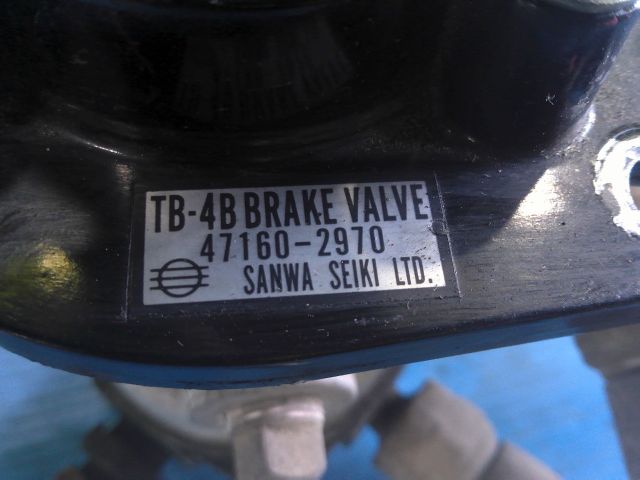 TB-4B BRAKE VALVE
47160-2970
SANWA SEIKI LTD.